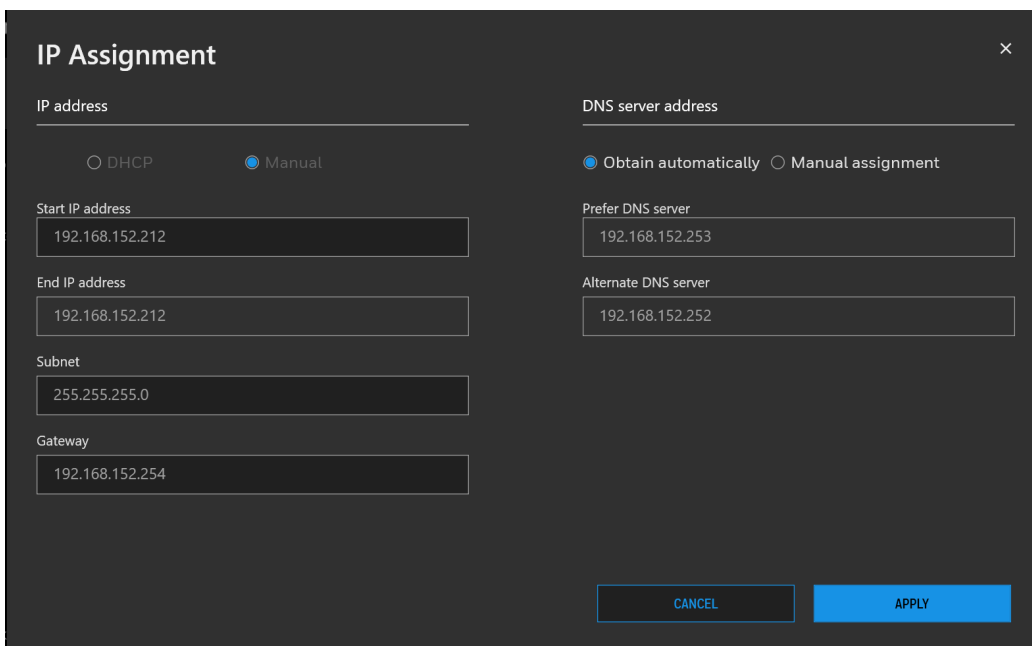 IP Assignment
×
IP address
DHCP
Manual
Start IP address
192.168.152.212
End IP address
192.168.152.212
Subnet
255.255.255.0
Gateway
192.168.152.254
DNS server address
Obtain automatically
Manual assignment
Prefer DNS server
192.168.152.253
Alternate DNS server
192.168.152.252
CANCEL
APPLY